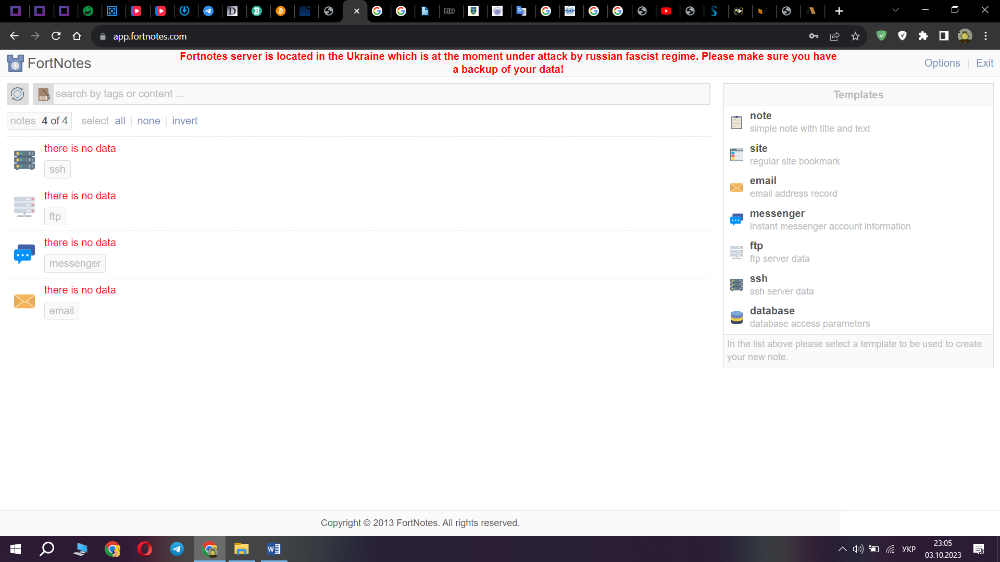 app.fortnotes.com
FortNotes
Fortnotes server is located in the Ukraine which is at the moment under attack by russian fascist regime. Please make sure you have
a backup of your data!
Options | Exit
search by tags or content ...
notes 4 of 4 select all | none | invert
there is no data
ssh
there is no data
ftp
there is no data
messenger
there is no data
email
Templates
note
simple note with title and text
site
regular site bookmark
email
email address record
messenger
instant messenger account information
ftp
ftp server data
ssh
ssh server data
database
database access parameters
In the list above please select a template to be used to create
your new note.
Copyright © 2013 FortNotes. All rights reserved.
УКР
23:05
03.10.2023